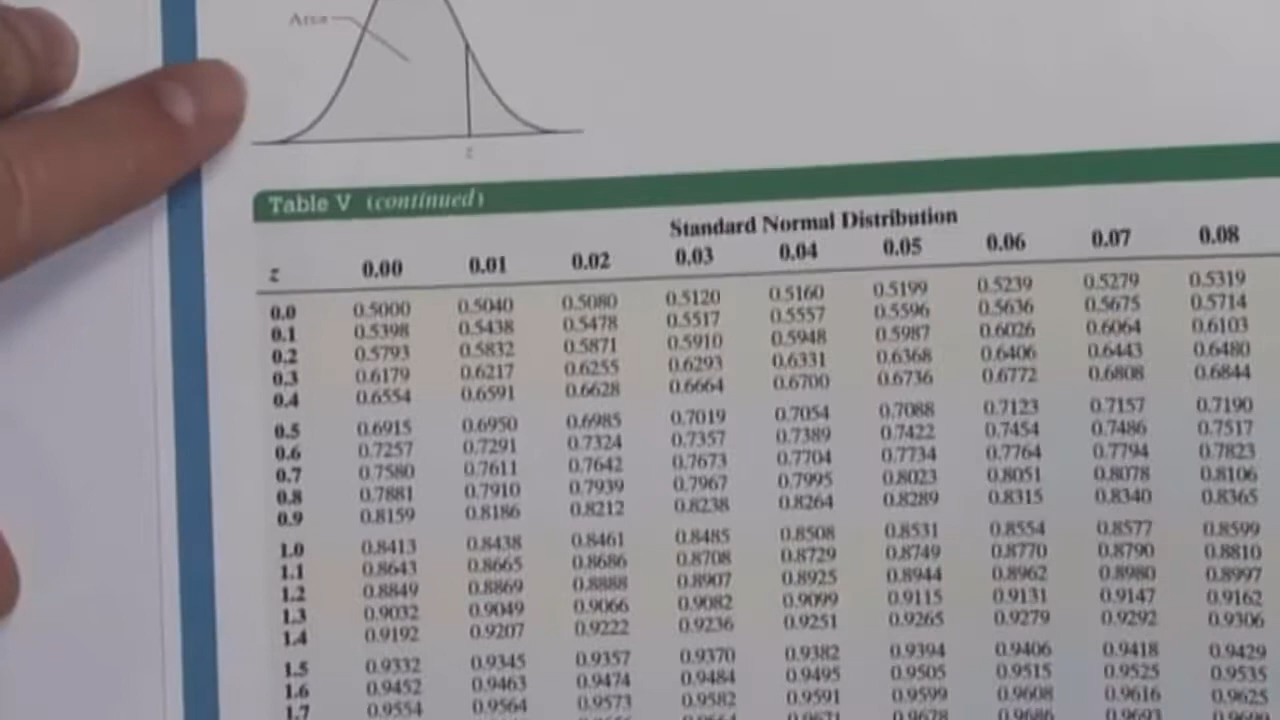 Area
z
Table V (continued)
Standard Normal Distribution
z 0.00 0.01 0.02 0.03 0.04 0.05 0.06 0.07 0.08
0.0 0.5000 0.5040 0.5080 0.5120 0.5160 0.5199 0.5239 0.5279 0.5319
0.1 0.5398 0.5438 0.5478 0.5517 0.5557 0.5596 0.5636 0.5675 0.5714
0.2 0.5793 0.5832 0.5871 0.5910 0.5948 0.5987 0.6026 0.6064 0.6103
0.3 0.6179 0.6217 0.6255 0.6293 0.6331 0.6368 0.6406 0.6443 0.6480
0.4 0.6554 0.6591 0.6628 0.6664 0.6700 0.6736 0.6772 0.6808 0.6844
0.5 0.6915 0.6950 0.6985 0.7019 0.7054 0.7088 0.7123 0.7157 0.7190
0.6 0.7257 0.7291 0.7324 0.7357 0.7389 0.7422 0.7454 0.7486 0.7517
0.7 0.7580 0.7611 0.7642 0.7673 0.7704 0.7734 0.7764 0.7794 0.7823
0.8 0.7881 0.7910 0.7939 0.7967 0.7995 0.8023 0.8051 0.8078 0.8106
0.9 0.8159 0.8186 0.8212 0.8238 0.8264 0.8289 0.8315 0.8340 0.8365
1.0 0.8413 0.8438 0.8461 0.8485 0.8508 0.8531 0.8554 0.8577 0.8599
1.1 0.8643 0.8665 0.8686 0.8708 0.8729 0.8749 0.8770 0.8790 0.8810
1.2 0.8849 0.8869 0.8888 0.8907 0.8925 0.8944 0.8962 0.8980 0.8997
1.3 0.9032 0.9049 0.9066 0.9082 0.9099 0.9115 0.9131 0.9147 0.9162
1.4 0.9192 0.9207 0.9222 0.9236 0.9251 0.9265 0.9279 0.9292 0.9306
1.5 0.9332 0.9345 0.9357 0.9370 0.9382 0.9394 0.9406 0.9418 0.9429
1.6 0.9452 0.9463 0.9474 0.9484 0.9495 0.9505 0.9515 0.9525 0.9535
1.7 0.9554 0.9564 0.9573 0.9582 0.9591 0.9599 0.9608 0.9616 0.9625
0.9678 0.9686 0.9693